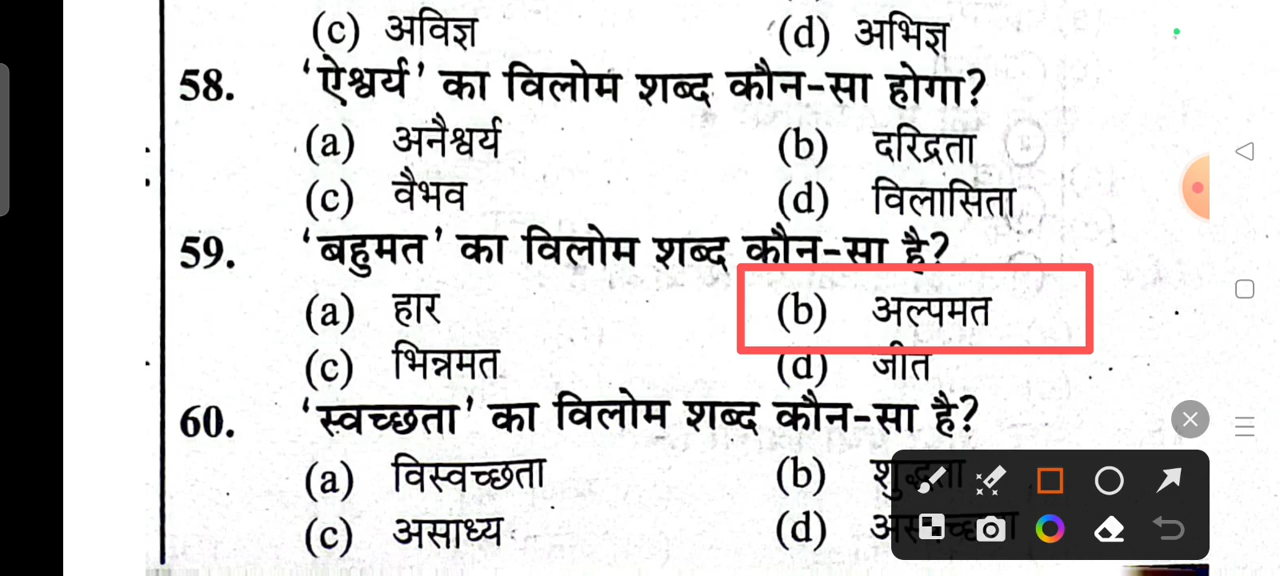 (c) अविज्ञ (d) अभिज्ञ
58. 'ऐश्वर्य' का विलोम शब्द कौन-सा होगा?
(a) अनैश्वर्य (b) दरिद्रता
(c) वैभव (d) विलासिता
59. 'बहुमत' का विलोम शब्द कौन-सा है?
(a) हार (b) अल्पमत
(c) भिन्नमत (d) जीत
60. 'स्वच्छता' का विलोम शब्द कौन-सा है?
(a) विस्वच्छता (b) शुद्धता
(c) असाध्य (d)